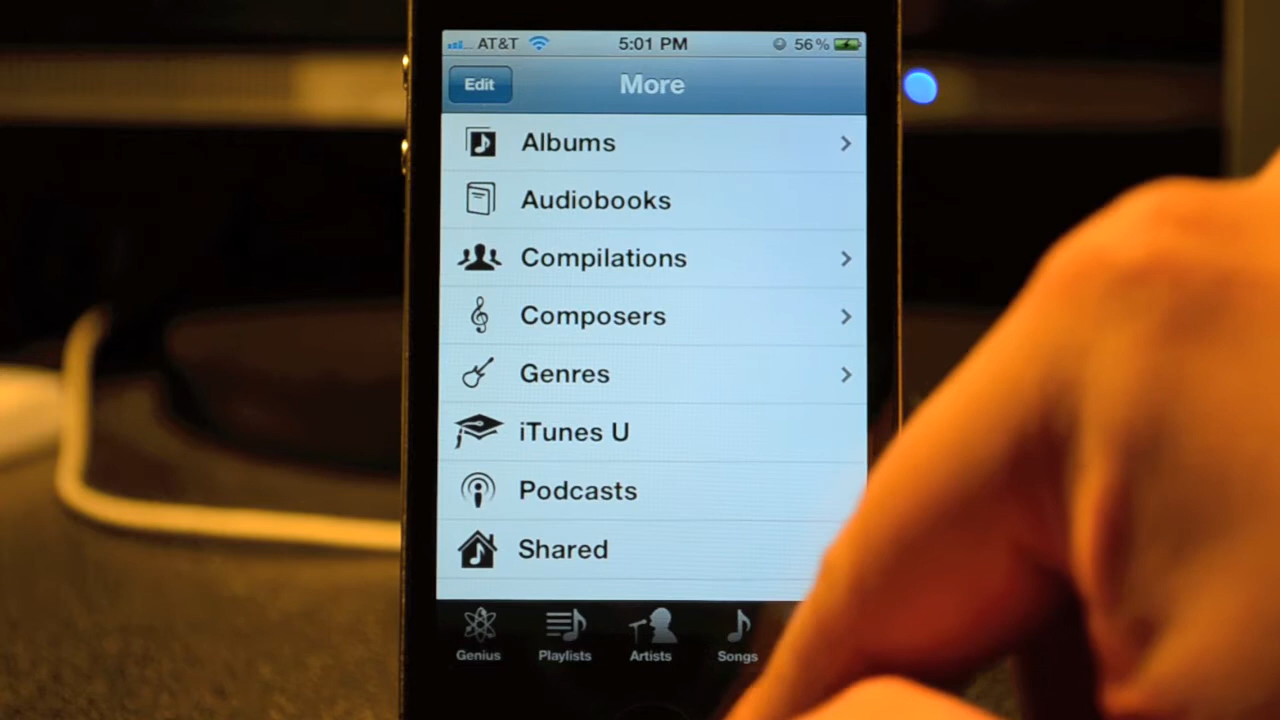 AT&T 5:01 PM 56%
Edit More
Albums
Audiobooks
Compilations
Composers
Genres
iTunes U
Podcasts
Shared
Genius Playlists Artists Songs